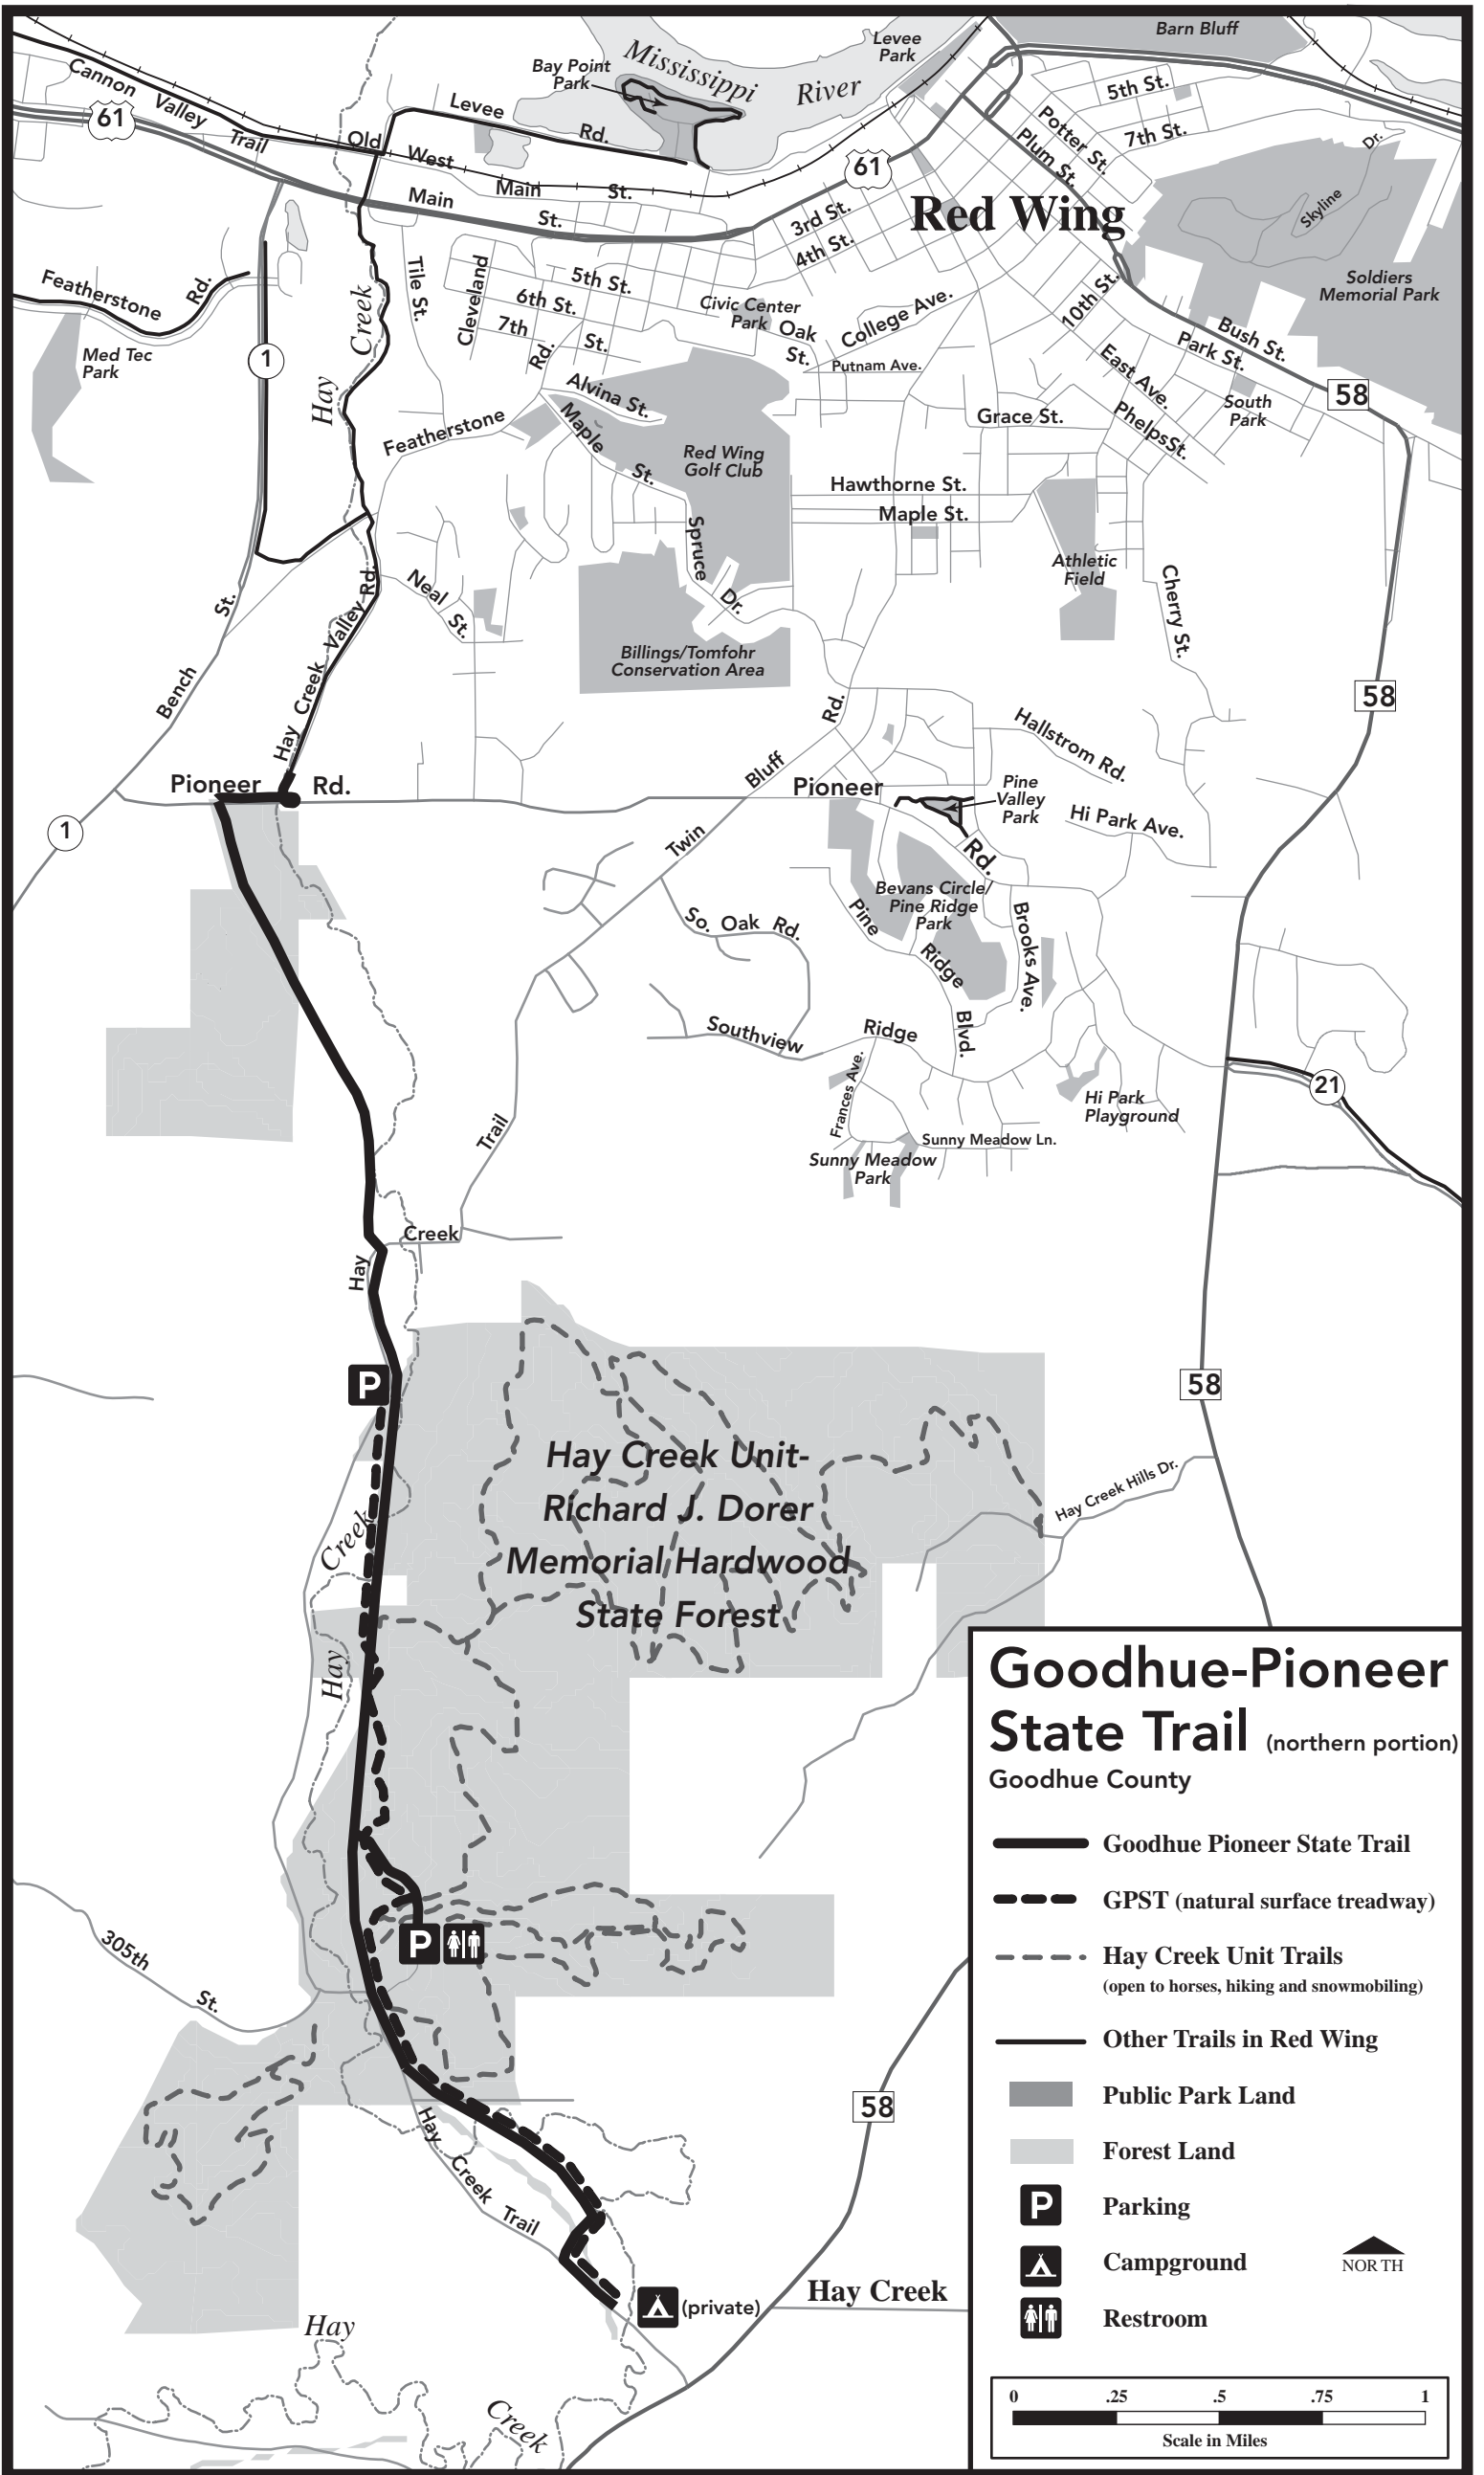 Barn Bluff
Levee
Park
Mississippi
River
Bay Point
Park
Cannon
Valley
Trail
61
Levee
Rd.
Old
West
Main
St.
Main
St.
61
5th St.
Potter St.
7th St.
Plum St.
Dr.
Skyline
Red Wing
3rd St.
4th St.
Soldiers
Memorial Park
Featherstone
Rd.
Med Tec
Park
1
Hay
Creek
Tile St.
Cleveland
5th St.
6th St.
7th
St.
Rd.
Civic Center
Park
Oak
St.
College Ave.
Putnam Ave.
10th St.
Bush St.
Park St.
East Ave.
58
South
Park
Phelps St.
Grace St.
Alvina St.
Maple
St.
Featherstone
Red Wing
Golf Club
Hawthorne St.
Maple St.
Spruce
Dr.
Athletic
Field
Cherry St.
Neal
St.
St.
Bench
Hay Creek Valley Rd.
Billings/Tomfohr
Conservation Area
58
Rd.
Bluff
Twin
Hallstrom Rd.
Pioneer
Rd.
Pioneer
Rd.
Pine
Valley
Park
Hi Park Ave.
1
Bevans Circle/
Pine Ridge
Park
Pine
Ridge
Blvd.
Brooks Ave.
So. Oak Rd.
Southview
Ridge
Frances Ave.
Hi Park
Playground
21
Sunny Meadow Ln.
Sunny Meadow
Park
Trail
Creek
Hay
P
58
Hay Creek Unit-
Richard J. Dorer
Memorial Hardwood
State Forest
Hay Creek Hills Dr.
Creek
Hay
305th
St.
P
58
Hay Creek Trail
(private)
Hay Creek
Hay
Creek
Goodhue-Pioneer
State Trail (northern portion)
Goodhue County
Goodhue Pioneer State Trail
GPST (natural surface treadway)
Hay Creek Unit Trails
(open to horses, hiking and snowmobiling)
Other Trails in Red Wing
Public Park Land
Forest Land
P Parking
Campground
NORTH
Restroom
0 .25 .5 .75 1
Scale in Miles